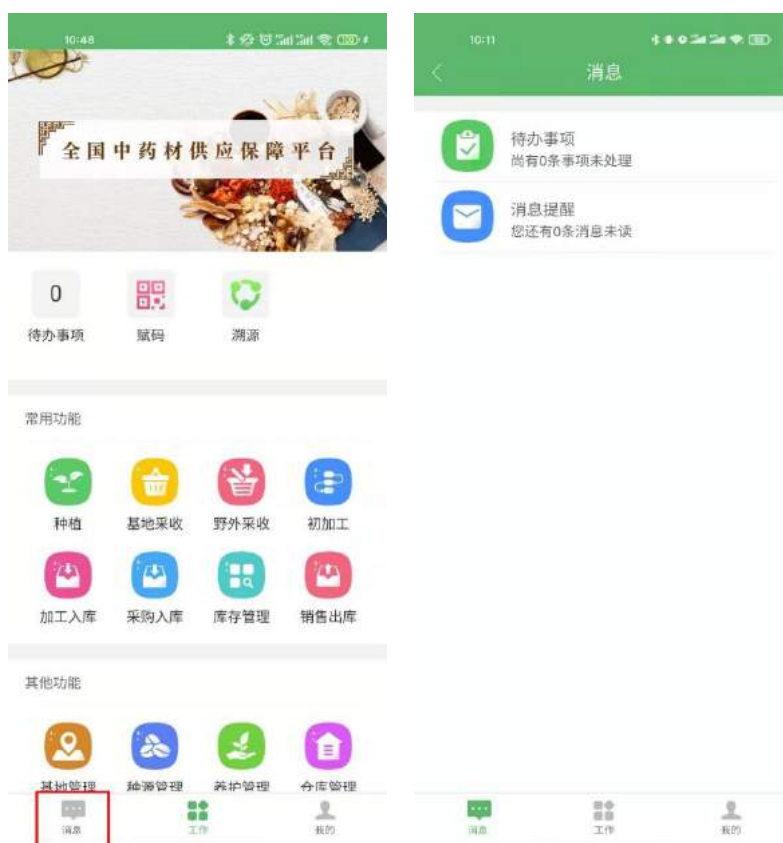 10:48
全国中药材供应保障平台
0
待办事项 赋码 溯源
常用功能
种植 基地采收 野外采收 初加工
加工入库 采购入库 库存管理 销售出库
其他功能
基地管理 种源管理 养护管理 仓库管理
消息 工作 我的
10:11
消息
待办事项
尚有0条事项未处理
消息提醒
您还有0条消息未读
消息 工作 我的